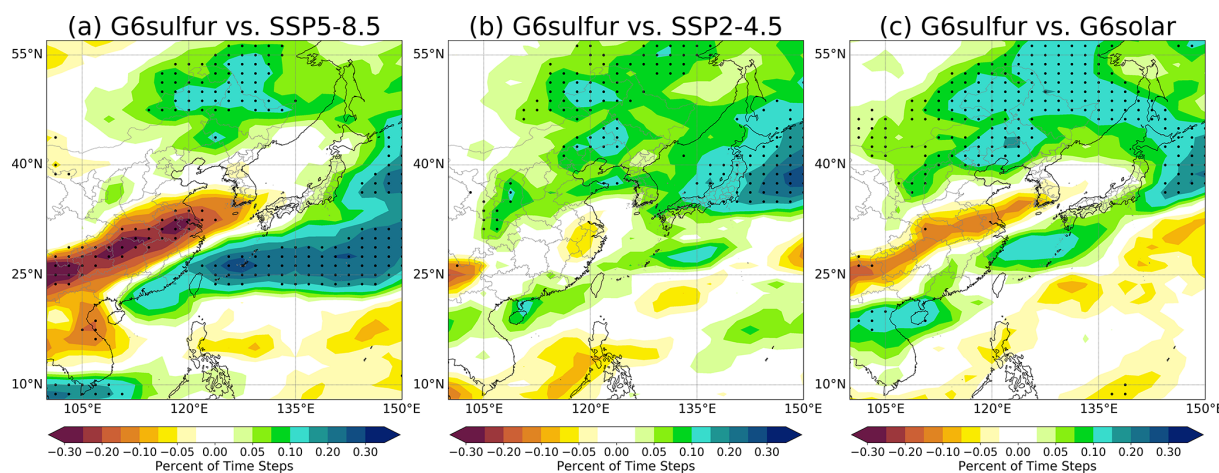 (a) G6sulfur vs. SSP5-8.5
(b) G6sulfur vs. SSP2-4.5
(c) G6sulfur vs. G6solar
55°N
40°N
25°N
10°N
105°E 120°E 135°E 150°E
55°N
40°N
25°N
10°N
105°E 120°E 135°E 150°E
55°N
40°N
25°N
10°N
105°E 120°E 135°E 150°E
−0.30 −0.20 −0.10 −0.05 0.00 0.05 0.10 0.20 0.30
Percent of Time Steps
−0.30 −0.20 −0.10 −0.05 0.00 0.05 0.10 0.20 0.30
Percent of Time Steps
−0.30 −0.20 −0.10 −0.05 0.00 0.05 0.10 0.20 0.30
Percent of Time Steps